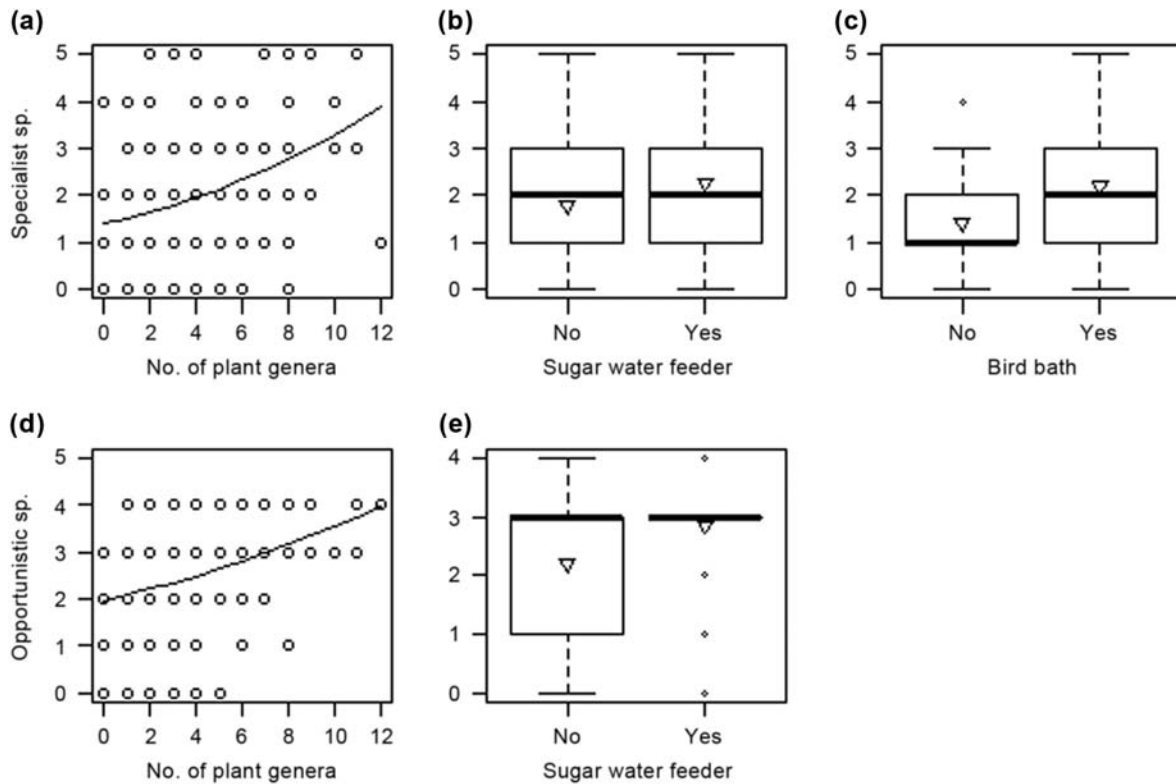 (a)
(b)
(c)
5
4
3
2
1
0
Specialist sp.
0 2 4 6 8 10 12
No. of plant genera
5
4
3
2
1
0
No Yes
Sugar water feeder
5
4
3
2
1
0
No Yes
Bird bath
(d)
(e)
5
4
3
2
1
0
Opportunistic sp.
0 2 4 6 8 10 12
No. of plant genera
4
3
2
1
0
No Yes
Sugar water feeder